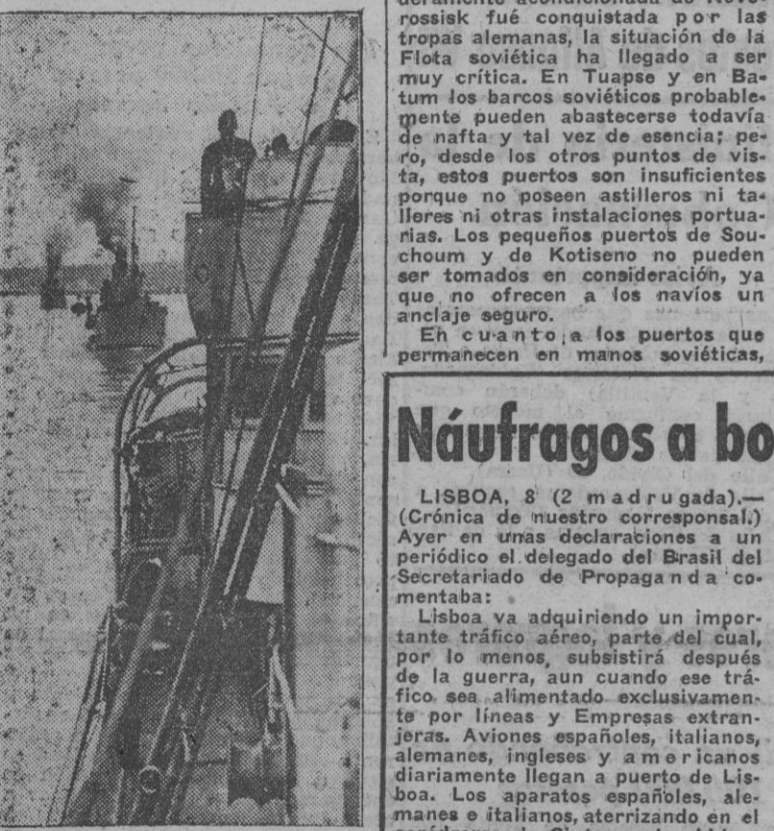 rossisk fué conquistada por las
tropas alemanas, la situación de la
Flota soviética ha llegado a ser
muy crítica. En Tuapse y en Ba-
tum los barcos soviéticos probable-
mente pueden abastecerse todavía
de nafta y tal vez de esencia; pe-
ro, desde los otros puntos de vis-
ta, estos puertos son insuficientes
porque no poseen astilleros ni ta-
lleres ni otras instalaciones portua-
rias. Los pequeños puertos de Sou-
choum y de Kotiseno no pueden
ser tomados en consideración, ya
que no ofrecen a los navíos un
anclaje seguro.
En cuanto a los puertos que
permanecen en manos soviéticas,
Náufragos a bo
LISBOA, 8 (2 madrugada).—
(Crónica de nuestro corresponsal.)
Ayer en unas declaraciones a un
periódico el delegado del Brasil del
Secretariado de Propaganda co-
mentaba:
Lisboa va adquiriendo un impor-
tante tráfico aéreo, parte del cual,
por lo menos, subsistirá después
de la guerra, aun cuando ese trá-
fico sea alimentado exclusivamen-
te por líneas y Empresas extran-
jeras. Aviones españoles, italianos,
alemanes, ingleses y americanos
diariamente llegan a puerto de Lis-
boa. Los aparatos españoles, ale-
manes e italianos, aterrizando en el